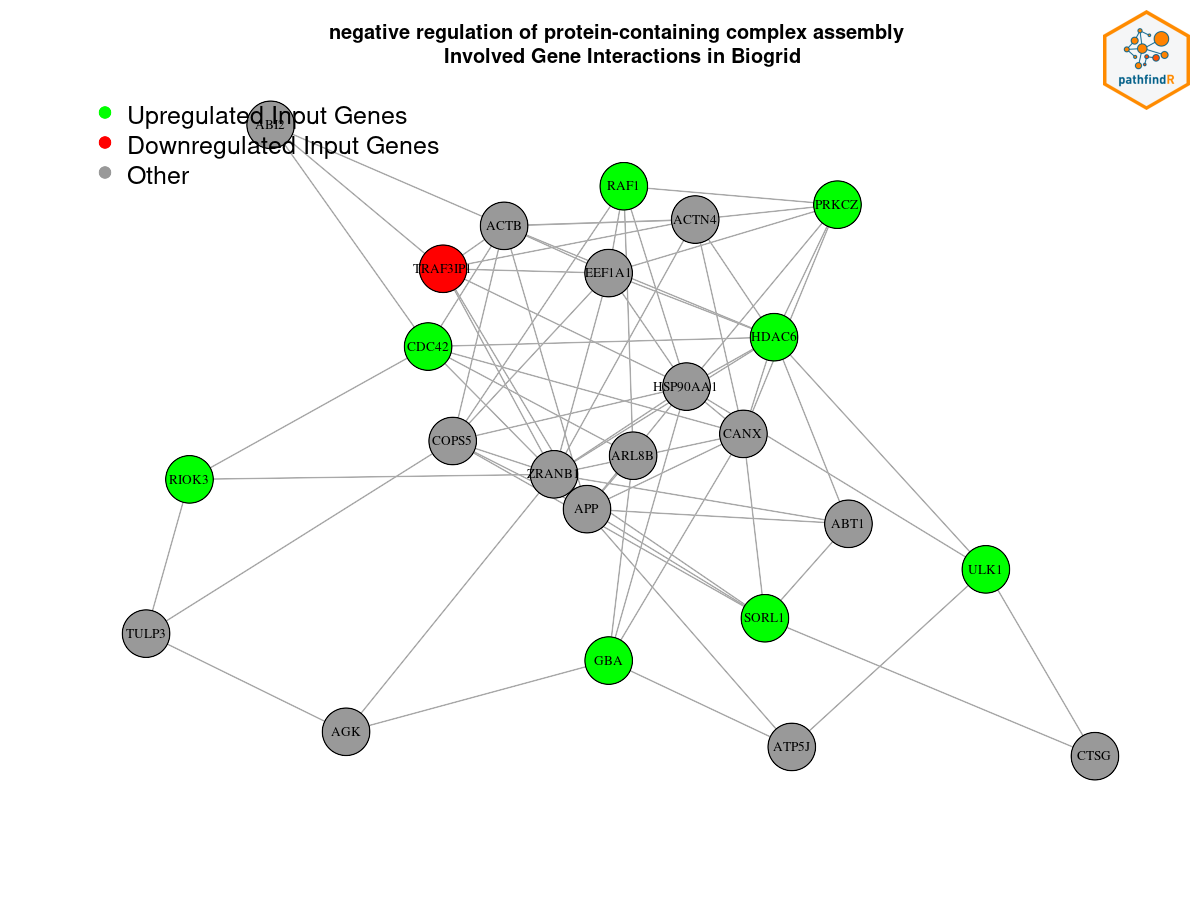 negative regulation of protein-containing complex assembly
Involved Gene Interactions in Biogrid
pathfindR
Upregulated Input Genes
ABI2
Downregulated Input Genes
Other
RAF1
PRKCZ
ACTN4
ACTB
TRAF3IP1
EEF1A1
HDAC6
CDC42
HSP90AA1
CANX
COPS5
ARL8B
ZRANB1
RIOK3
APP
ABT1
ULK1
SORL1
TULP3
GBA
AGK
ATP5J
CTSG